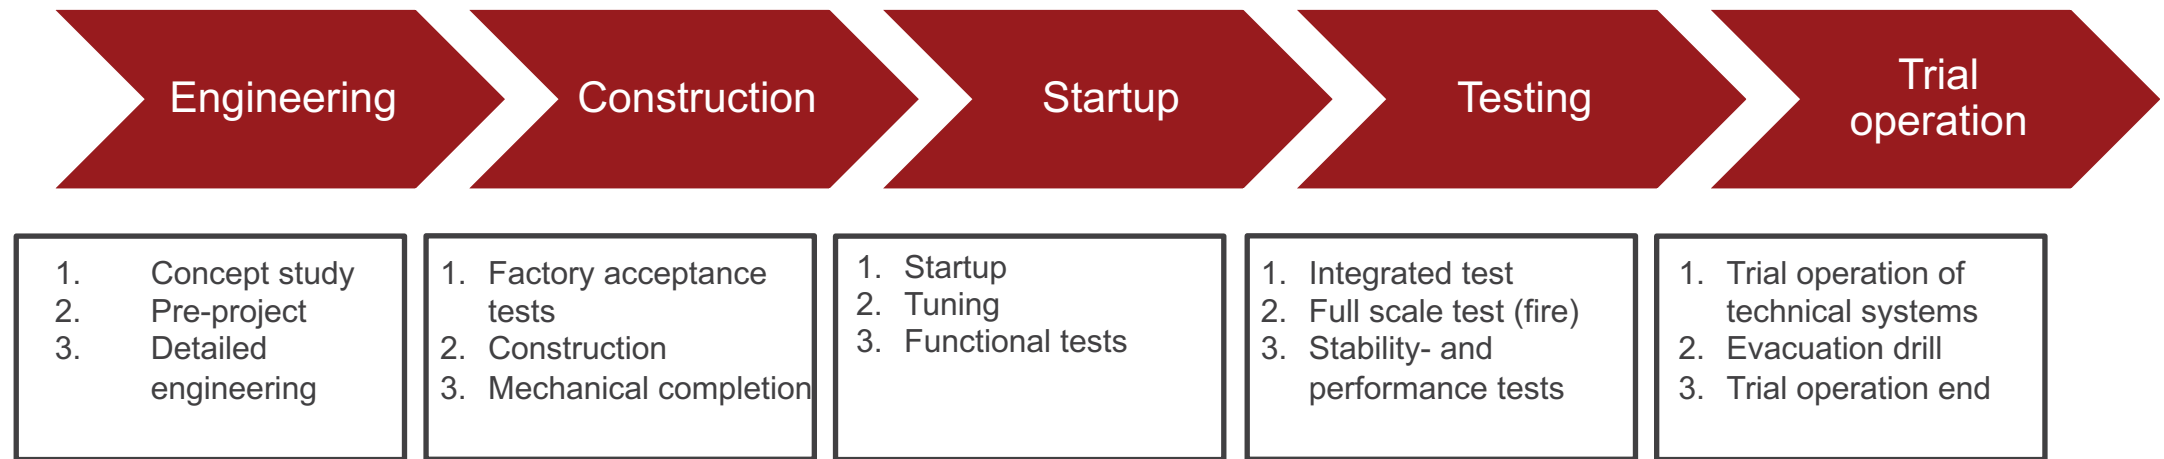 Engineering
Construction
Startup
Testing
Trial
operation
1. Concept study
2. Pre-project
3. Detailed
engineering
1. Factory acceptance
tests
2. Construction
3. Mechanical completion
1. Startup
2. Tuning
3. Functional tests
1. Integrated test
2. Full scale test (fire)
3. Stability- and
performance tests
1. Trial operation of
technical systems
2. Evacuation drill
3. Trial operation end